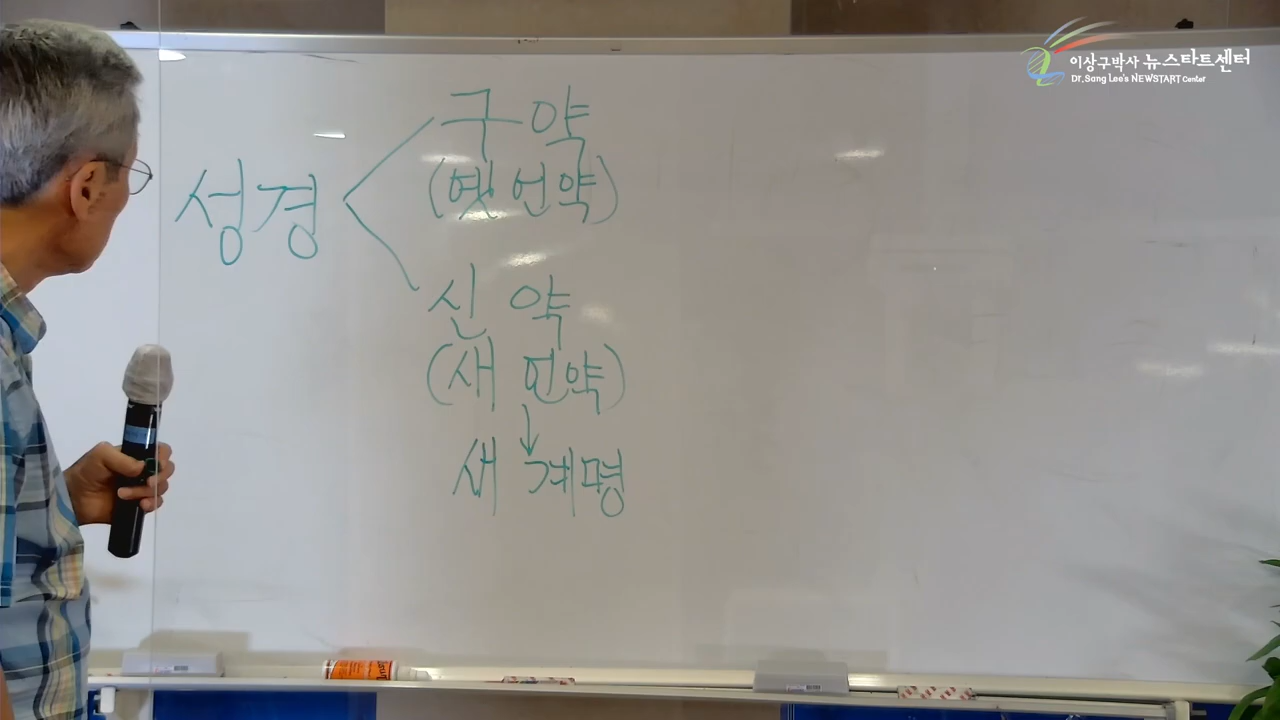 이상구박사 뉴스타트센터
Dr. Sang Lee's NEWSTART Center
성경
구약
(옛 언약)
신약
(새 언약)
↓
새 계명